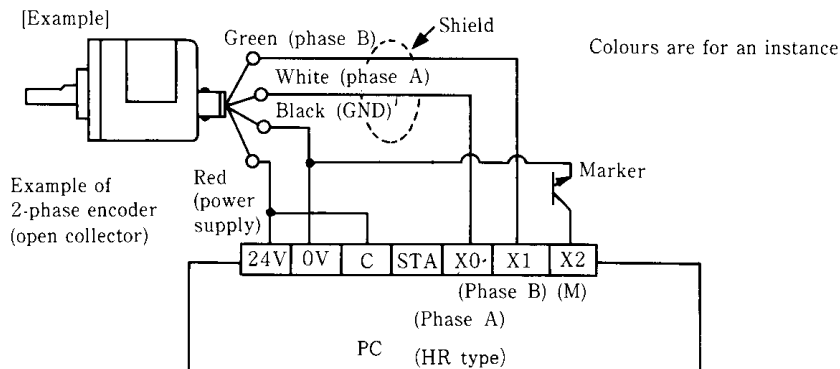 [Example]
Green (phase B)
Shield
Colours are for an instance
White (phase A)
Black (GND)
Marker
Example of
2-phase encoder
(open collector)
Red
(power
supply)
24V 0V C STA X0 X1 X2
(Phase B) (M)
(Phase A)
PC (HR type)